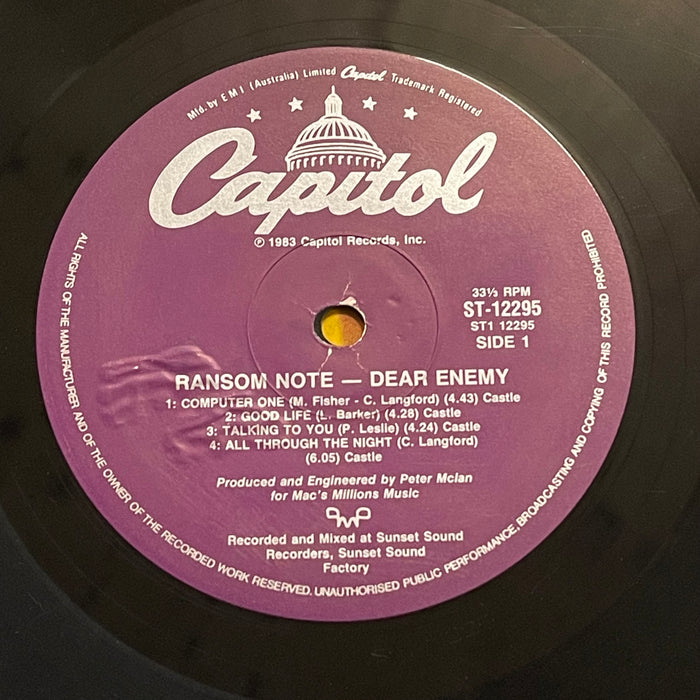 Mfd. by E M I (Australia) Limited Capitol Trademark Registered
Capitol
℗ 1983 Capitol Records, Inc.
33⅓ RPM
ST-12295
ST1 12295
SIDE 1
RANSOM NOTE — DEAR ENEMY
1: COMPUTER ONE (M. Fisher - C. Langford) (4.43) Castle
2: GOOD LIFE (L. Barker) (4.28) Castle
3: TALKING TO YOU (P. Leslie) (4.24) Castle
4: ALL THROUGH THE NIGHT (C. Langford)
(6.05) Castle
Produced and Engineered by Peter McIan
for Mac's Millions Music
Recorded and Mixed at Sunset Sound
Recorders, Sunset Sound
Factory
ALL RIGHTS OF THE MANUFACTURER AND OF THE OWNER OF THE RECORDED WORK RESERVED. UNAUTHORISED PUBLIC PERFORMANCE, BROADCASTING AND COPYING OF THIS RECORD PROHIBITED